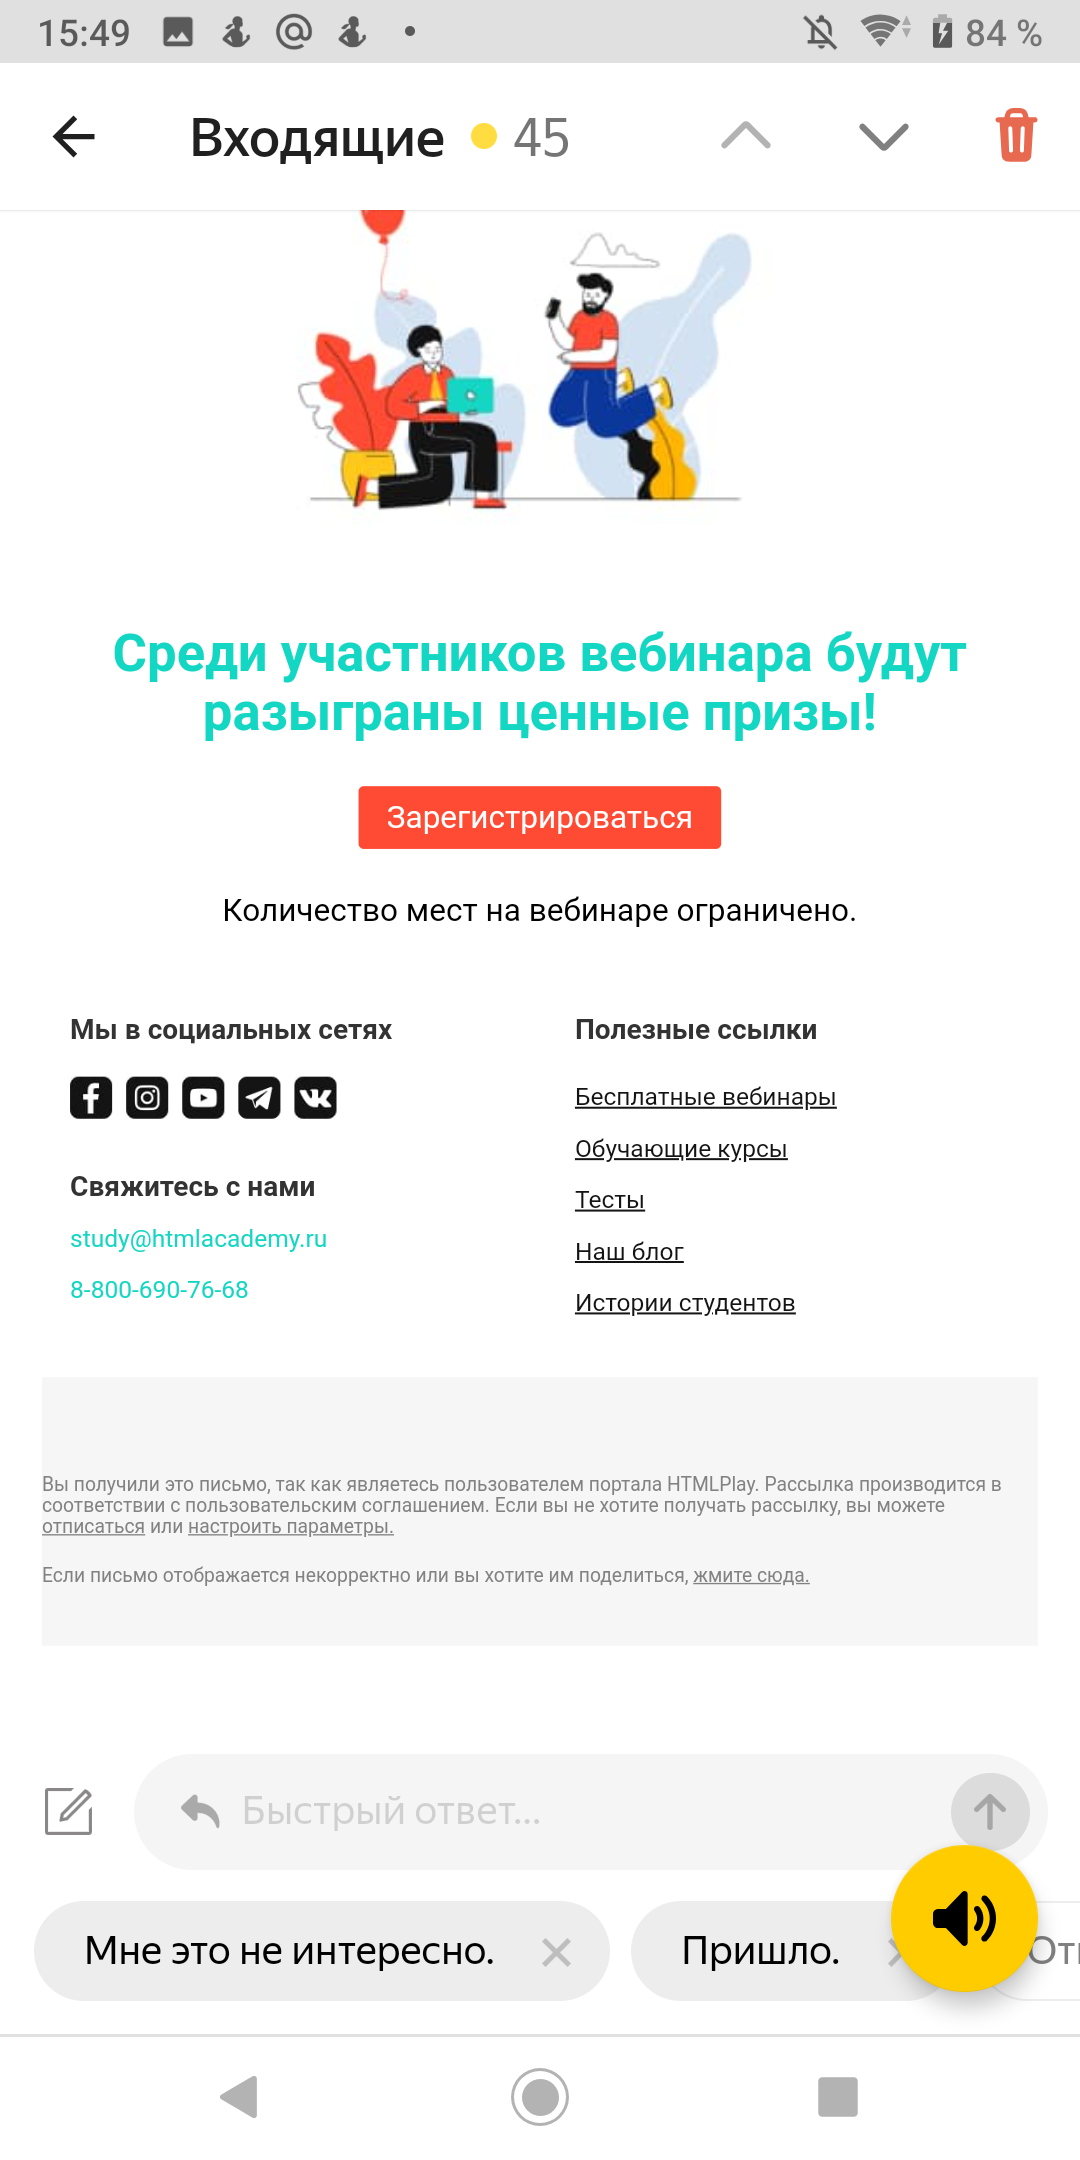 15:49
84 %
Входящие
45
Среди участников вебинара будут
разыграны ценные призы!
Зарегистрироваться
Количество мест на вебинаре ограничено.
Мы в социальных сетях
Свяжитесь с нами
study@htmlacademy.ru
8-800-690-76-68
Полезные ссылки
Бесплатные вебинары
Обучающие курсы
Тесты
Наш блог
Истории студентов
Вы получили это письмо, так как являетесь пользователем портала HTMLPlay. Рассылка производится в
соответствии с пользовательским соглашением. Если вы не хотите получать рассылку, вы можете
отписаться или настроить параметры.
Если письмо отображается некорректно или вы хотите им поделиться, жмите сюда.
Быстрый ответ...
Мне это не интересно.
Пришло.